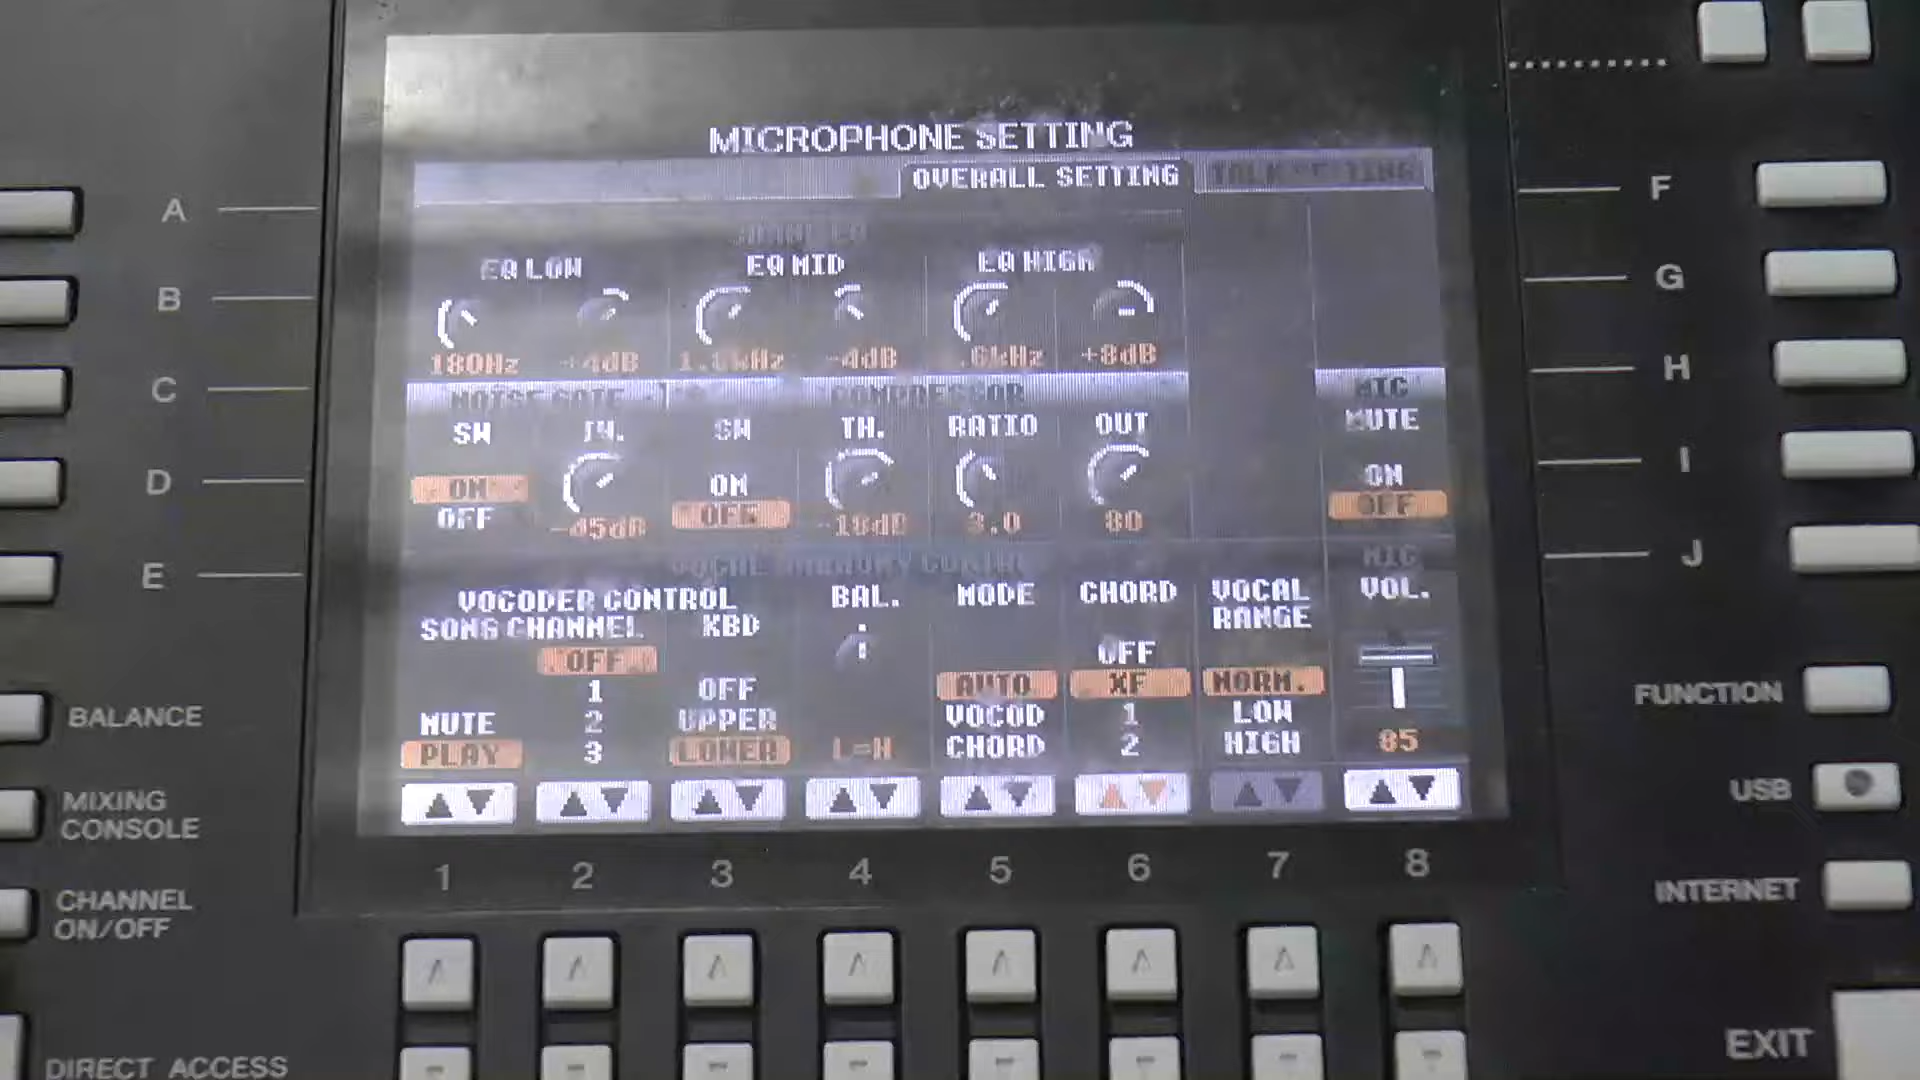 MICROPHONE SETTING
OVERALL SETTING TALK SETTING
EQ LOW EQ MID EQ HIGH
180Hz +4dB -4dB +8dB
NOISE GATE COMPRESSOR MIC
SW TH. SW TH. RATIO OUT MUTE
ON ON ON
OFF OFF OFF
-45dB -18dB 3.0 80
VOCAL HARMONY CONTROL MIC
VOCODER CONTROL BAL. MODE CHORD VOCAL RANGE VOL.
SONG CHANNEL KBD
OFF OFF
1 OFF AUTO XF NORM.
MUTE 2 UPPER VOCOD 1 LOW
PLAY 3 LOWER L=H CHORD 2 HIGH 85
1 2 3 4 5 6 7 8
A
B
C
D
E
BALANCE
MIXING CONSOLE
CHANNEL ON/OFF
DIRECT ACCESS
F
G
H
I
J
FUNCTION
USB
INTERNET
EXIT